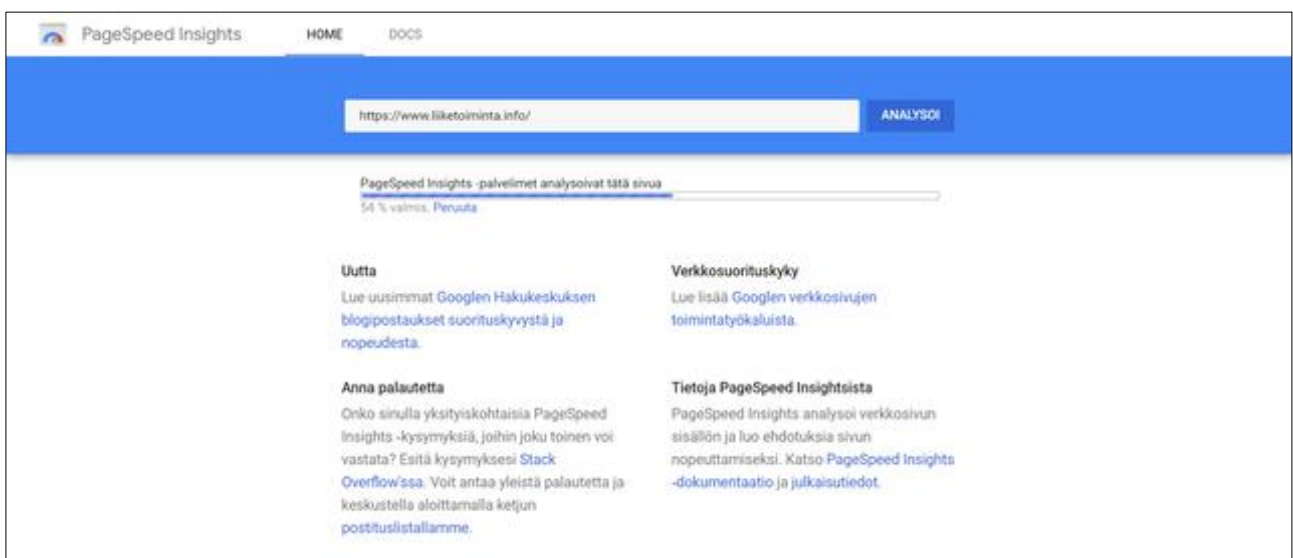 PageSpeed Insights HOME DOCS
https://www.liiketoiminta.info/ ANALYSOI
PageSpeed Insights -palvelimet analysoivat tätä sivua
54 % valmis. Peruuta
Uutta
Lue uusimmat Googlen Hakukeskuksen
blogipostaukset suorituskyvystä ja
nopeudesta.
Verkkosuorituskyky
Lue lisää Googlen verkkosivujen
toimintatyökaluista.
Anna palautetta
Onko sinulla yksityiskohtaisia PageSpeed
Insights -kysymyksiä, joihin joku toinen voi
vastata? Esitä kysymyksesi Stack
Overflow'ssa. Voit antaa yleistä palautetta ja
keskustella aloittamalla ketjun
postituslistallamme.
Tietoja PageSpeed Insightsista
PageSpeed Insights analysoi verkkosivun
sisällön ja luo ehdotuksia sivun
nopeuttamiseksi. Katso PageSpeed Insights
-dokumentaatio ja julkaisutiedot.